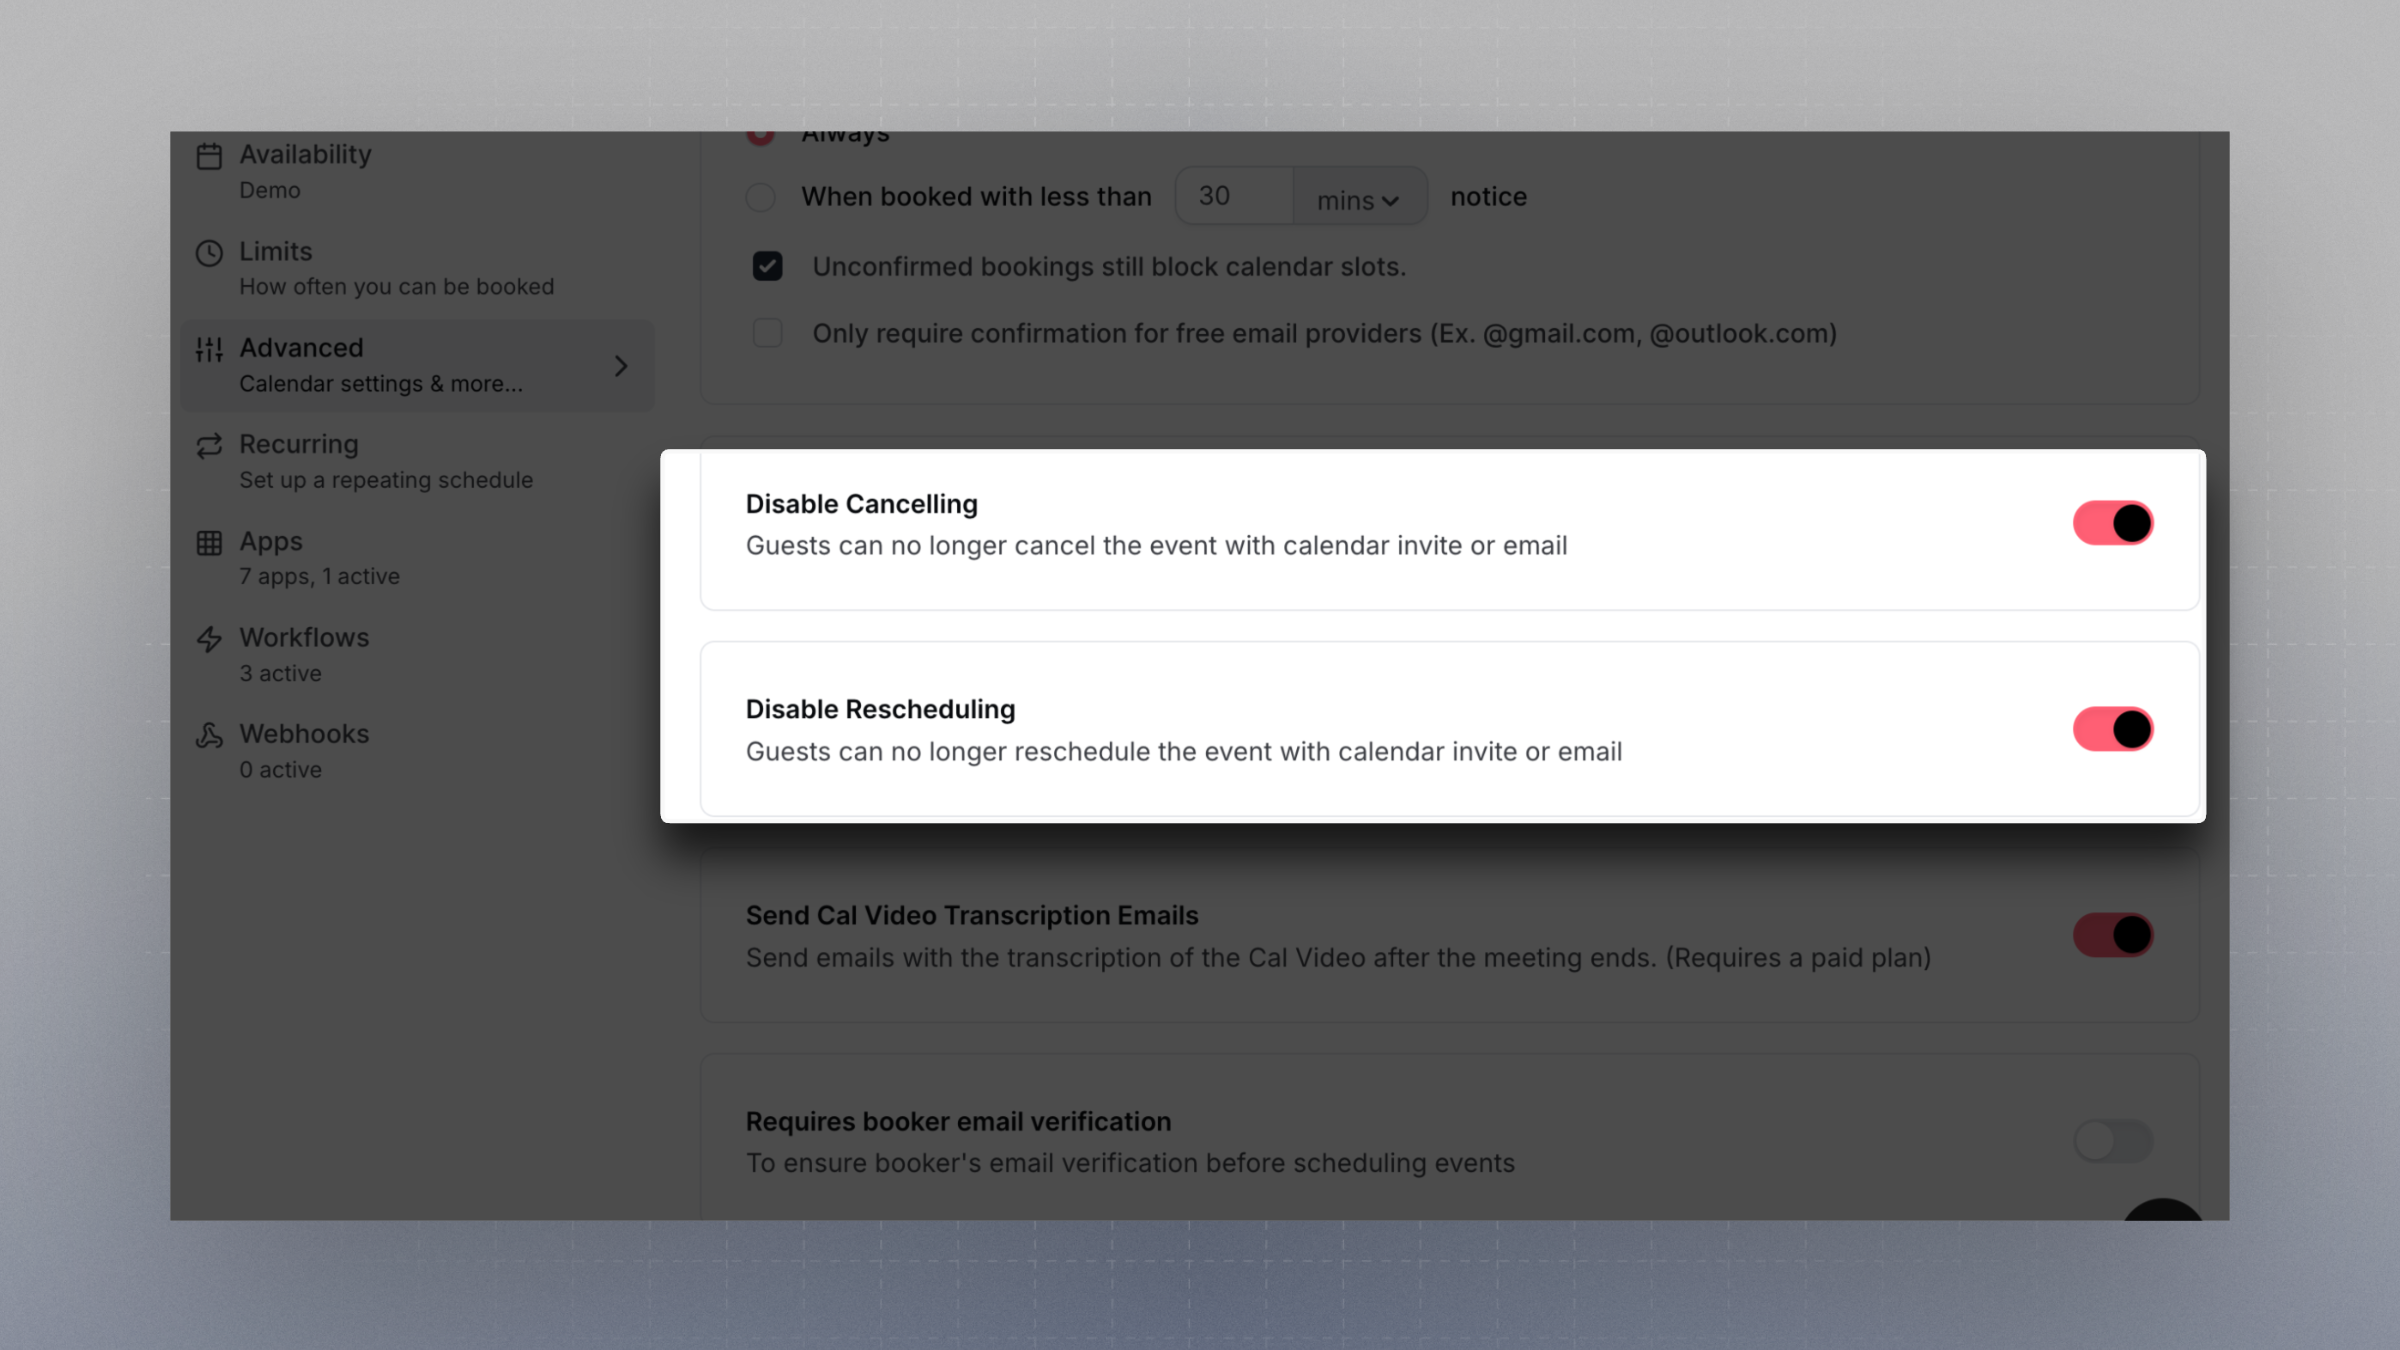 Availability
Demo
Limits
How often you can be booked
Advanced
Calendar settings & more...
Recurring
Set up a repeating schedule
Apps
7 apps, 1 active
Workflows
3 active
Webhooks
0 active
Always
When booked with less than 30 mins notice
Unconfirmed bookings still block calendar slots.
Only require confirmation for free email providers (Ex. @gmail.com, @outlook.com)
Disable Cancelling
Guests can no longer cancel the event with calendar invite or email
Disable Rescheduling
Guests can no longer reschedule the event with calendar invite or email
Send Cal Video Transcription Emails
Send emails with the transcription of the Cal Video after the meeting ends. (Requires a paid plan)
Requires booker email verification
To ensure booker's email verification before scheduling events